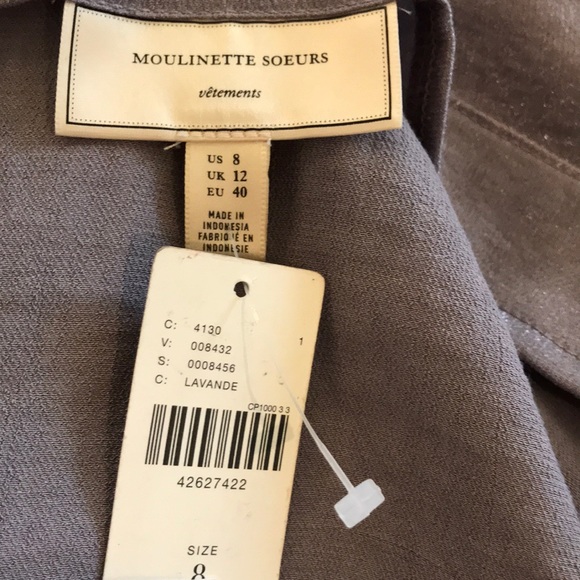 MOULINETTE SOEURS
vêtements
US 8
UK 12
EU 40
MADE IN
INDONESIA
FABRIQUÉ EN
INDONESIE
C: 4130 1
V: 008432
S: 0008456
C: LAVANDE
CP1000 3 3
42627422
SIZE
8